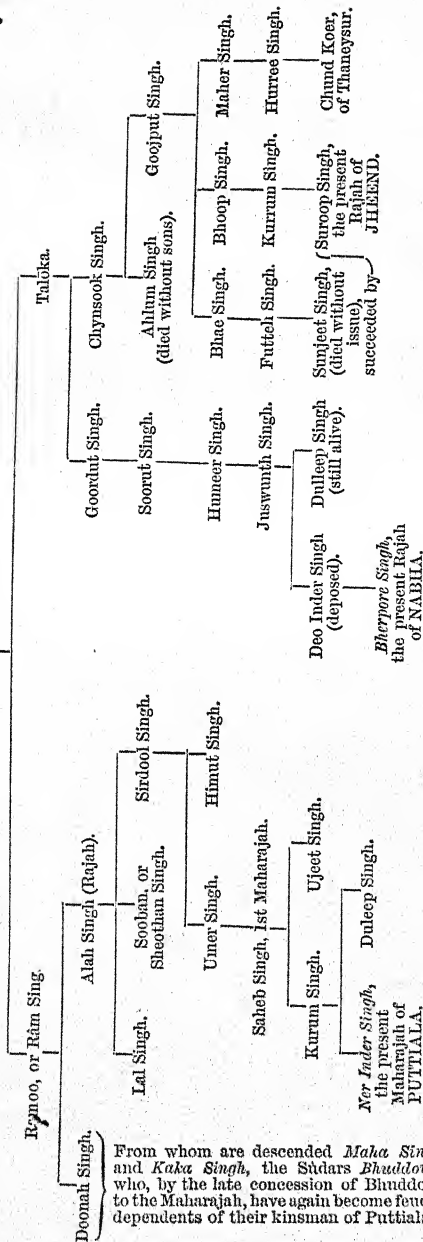 Ramoo, or Râm Sing.
Talōka.
Doonah Singh.
Alah Singh (Rajah).
Goordut Singh.
Chynsook Singh.
Lal Singh.
Sooban, or
Sheothan Singh.
Sirdool Singh.
Soorut Singh.
Ahlum Singh
(died without sons).
Goojput Singh.
Umer Singh.
Himut Singh.
Humeer Singh.
Bhae Singh.
Bhoop Singh.
Maher Singh.
Saheb Singh, 1st Maharajah.
Juswunth Singh.
Futteh Singh.
Kurrum Singh.
Hurree Singh.
Kurum Singh.
Ujeet Singh.
Deo Inder Singh
(deposed).
Dulleep Singh
(still alive).
Sunjeet Singh,
(died without
issue),
succeeded by
Suroop Singh,
the present
Rajah of
JHEEND.
Chund Koer,
of Thaneysur.
Ner Inder Singh,
the present
Maharajah of
PUTTIALA.
Duleep Singh.
Bherpore Singh,
the present Rajah
of NABHA.
From whom are descended Maha Sin
and Kaka Singh, the Súdars Bhuddo
who, by the late concession of Bhuddo
to the Maharajah, have again become feu
dependents of their kinsman of Puttial